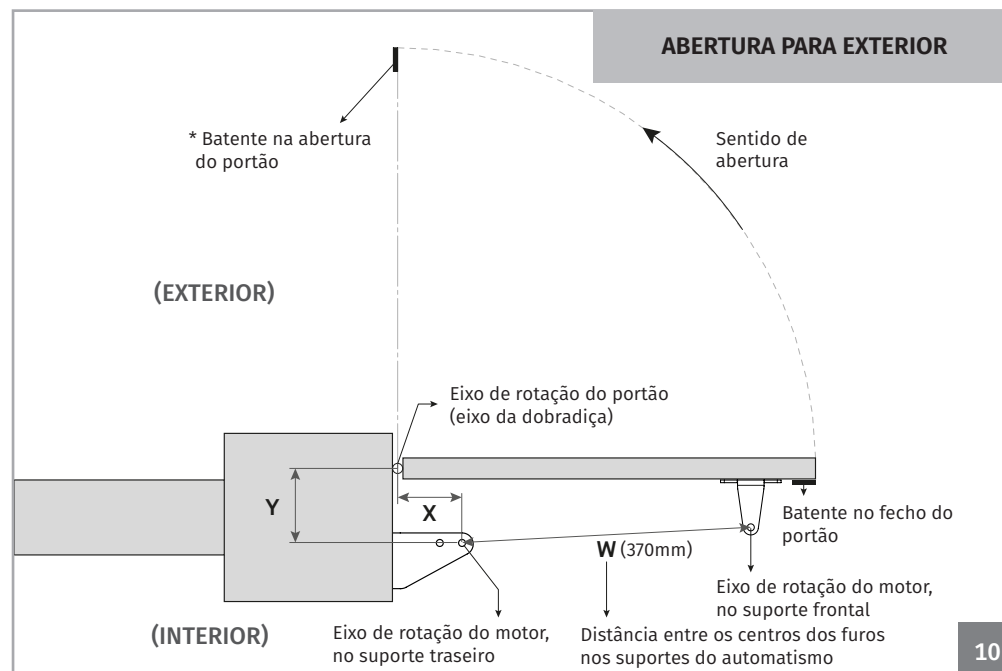 ABERTURA PARA EXTERIOR
* Batente na abertura
do portão
Sentido de
abertura
(EXTERIOR)
Eixo de rotação do portão
(eixo da dobradiça)
Y
X
Batente no fecho do
portão
W (370mm)
Eixo de rotação do motor,
no suporte frontal
(INTERIOR)
Eixo de rotação do motor,
no suporte traseiro
Distância entre os centros dos furos
nos suportes do automatismo
10